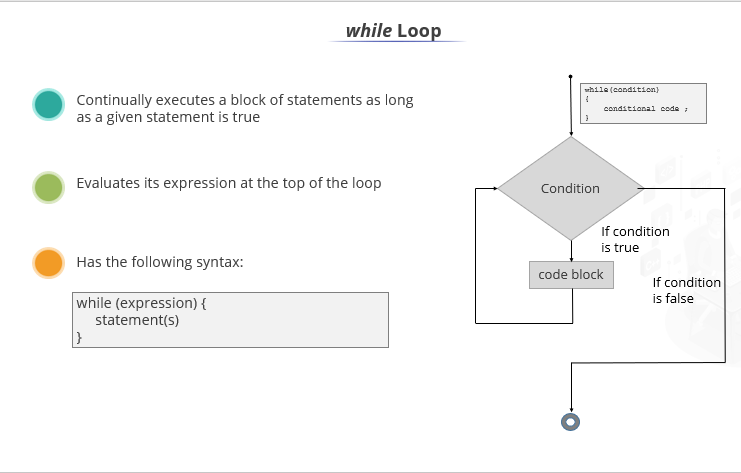 while Loop
Continually executes a block of statements as long
as a given statement is true
Evaluates its expression at the top of the loop
Has the following syntax:
while (expression) {
statement(s)
}
while(condition)
{
conditional code ;
}
Condition
If condition
is true
code block
If condition
is false